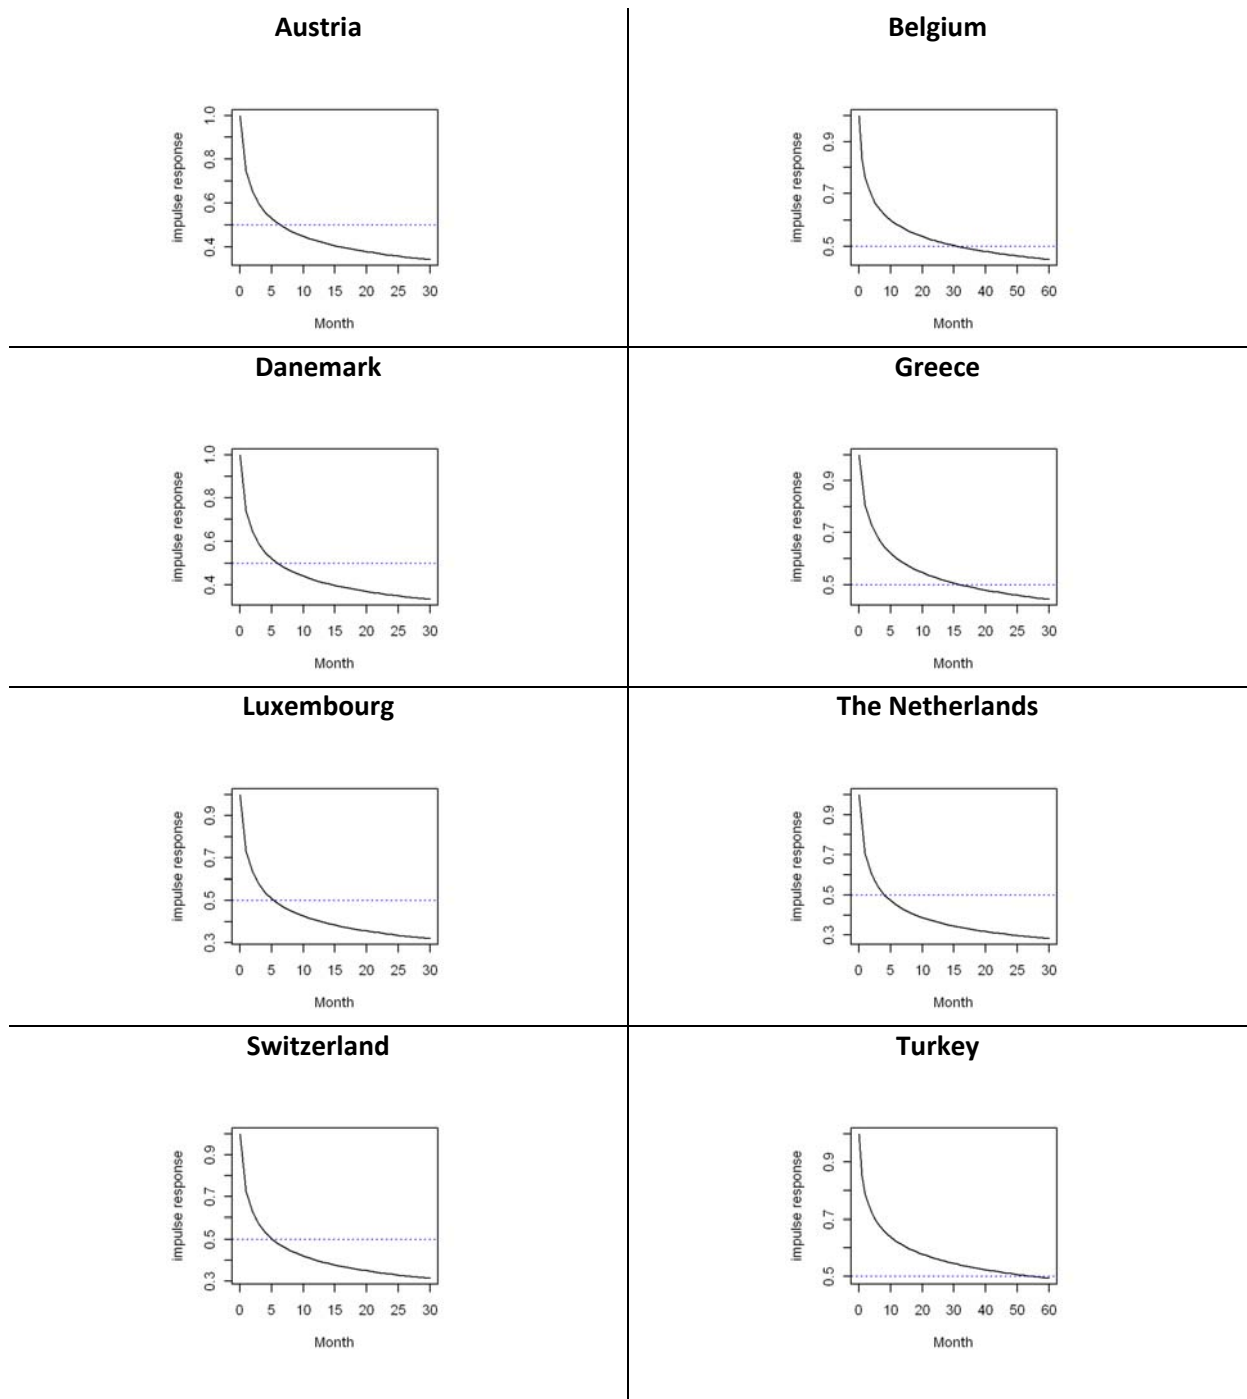 Austria
Belgium
impulse response
0.4 0.6 0.8 1.0
0 5 10 15 20 25 30
Month
impulse response
0.5 0.7 0.9
0 10 20 30 40 50 60
Month
Danemark
Greece
impulse response
0.4 0.6 0.8 1.0
0 5 10 15 20 25 30
Month
impulse response
0.5 0.7 0.9
0 5 10 15 20 25 30
Month
Luxembourg
The Netherlands
impulse response
0.3 0.5 0.7 0.9
0 5 10 15 20 25 30
Month
impulse response
0.3 0.5 0.7 0.9
0 5 10 15 20 25 30
Month
Switzerland
Turkey
impulse response
0.3 0.5 0.7 0.9
0 5 10 15 20 25 30
Month
impulse response
0.5 0.7 0.9
0 10 20 30 40 50 60
Month